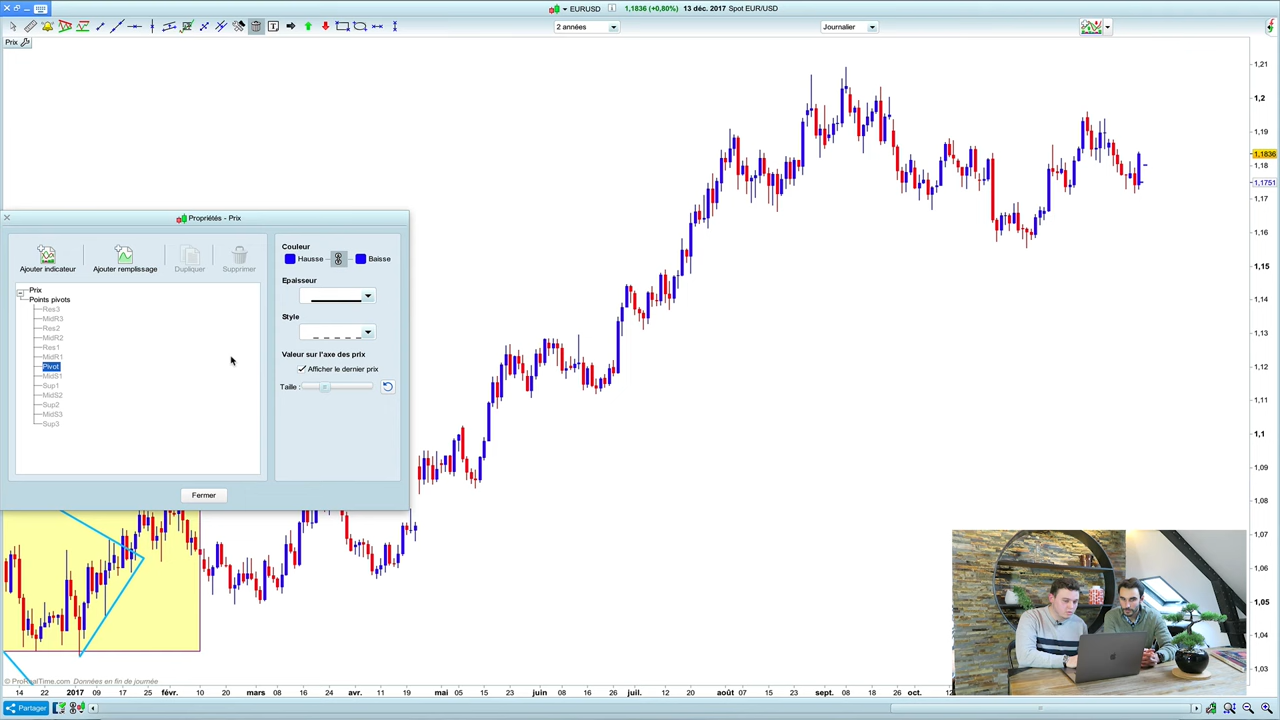 EURUSD 1,1836 (+0,80%) 13 déc. 2017 Spot EUR/USD
2 années
Journalier
Prix
1,21
1,2
1,19
1,1836
1,18
1,1751
1,17
1,16
1,15
1,14
1,13
1,12
1,11
1,1
1,09
1,08
1,07
1,06
1,05
1,04
1,03
Propriétés - Prix
Ajouter indicateur
Ajouter remplissage
Dupliquer
Supprimer
Prix
Points pivots
Res3
MidR3
Res2
MidR2
Res1
MidR1
Pivot
MidS1
Sup1
MidS2
Sup2
MidS3
Sup3
Couleur
Hausse
Baisse
Epaisseur
Style
Valeur sur l'axe des prix
Afficher le dernier prix
Taille :
Fermer
© ProRealTime.com Données en fin de journée
14 22 2017 09 17 25 févr. 10 20 mars 08 16 24 avr. 11 19 mai 05 15 23 juin 08 16 26 juil. 12 20 août 07 15 23 sept. 08 18 26 oct. 12
Partager